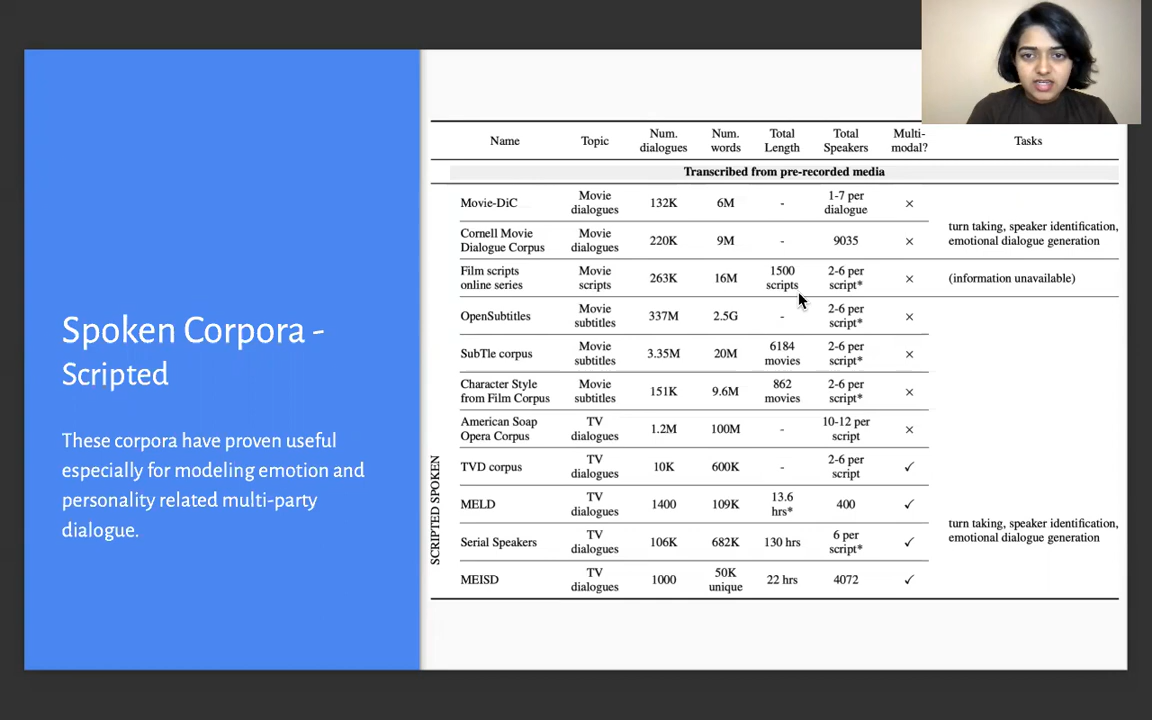 Spoken Corpora -
Scripted
These corpora have proven useful
especially for modeling emotion and
personality related multi-party
dialogue.
Name Topic Num. dialogues Num. words Total Length Total Speakers Multi-modal? Tasks
Transcribed from pre-recorded media
SCRIPTED SPOKEN
Movie-DiC Movie dialogues 132K 6M - 1-7 per dialogue ×
Cornell Movie Dialogue Corpus Movie dialogues 220K 9M - 9035 ×
turn taking, speaker identification,
emotional dialogue generation
Film scripts online series Movie scripts 263K 16M 1500 scripts 2-6 per script* × (information unavailable)
OpenSubtitles Movie subtitles 337M 2.5G - 2-6 per script* ×
SubTle corpus Movie subtitles 3.35M 20M 6184 movies 2-6 per script* ×
Character Style from Film Corpus Movie subtitles 151K 9.6M 862 movies 2-6 per script* ×
American Soap Opera Corpus TV dialogues 1.2M 100M - 10-12 per script ×
TVD corpus TV dialogues 10K 600K - 2-6 per script ✓
MELD TV dialogues 1400 109K 13.6 hrs* 400 ✓
turn taking, speaker identification,
emotional dialogue generation
Serial Speakers TV dialogues 106K 682K 130 hrs 6 per script* ✓
MEISD TV dialogues 1000 50K unique 22 hrs 4072 ✓